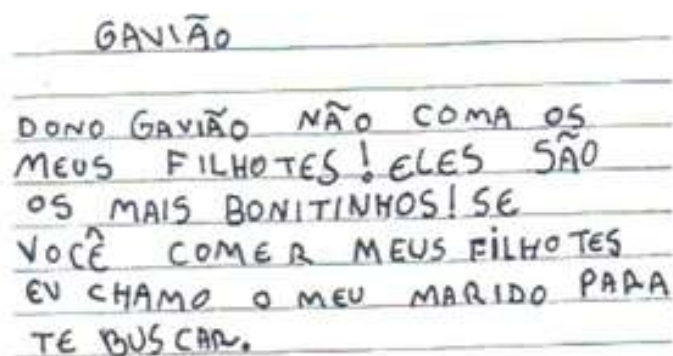 GAVIÃO
DONO GAVIÃO NÃO COMA OS
MEUS FILHOTES! ELES SÃO
OS MAIS BONITINHOS! SE
VOCÊ COMER MEUS FILHOTES
EU CHAMO O MEU MARIDO PARA
TE BUSCAR.